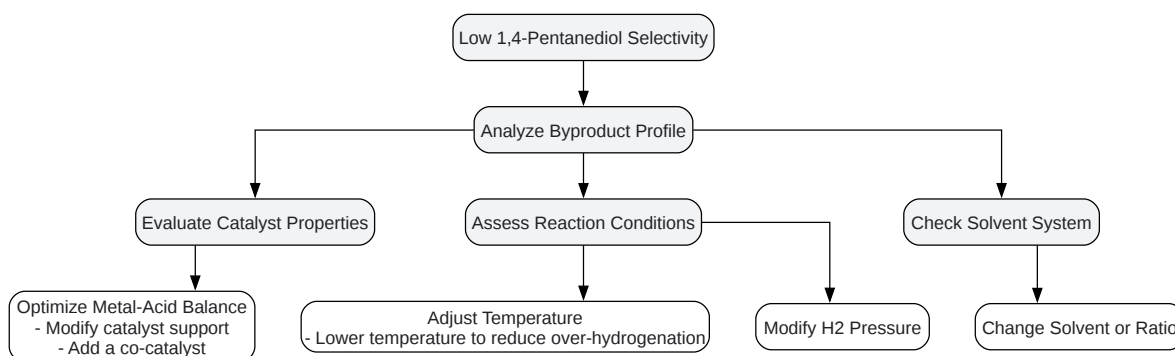 Low 1,4-Pentanediol Selectivity
Analyze Byproduct Profile
Evaluate Catalyst Properties
Assess Reaction Conditions
Check Solvent System
Optimize Metal-Acid Balance
- Modify catalyst support
- Add a co-catalyst
Adjust Temperature
- Lower temperature to reduce over-hydrogenation
Modify H2 Pressure
Change Solvent or Ratio